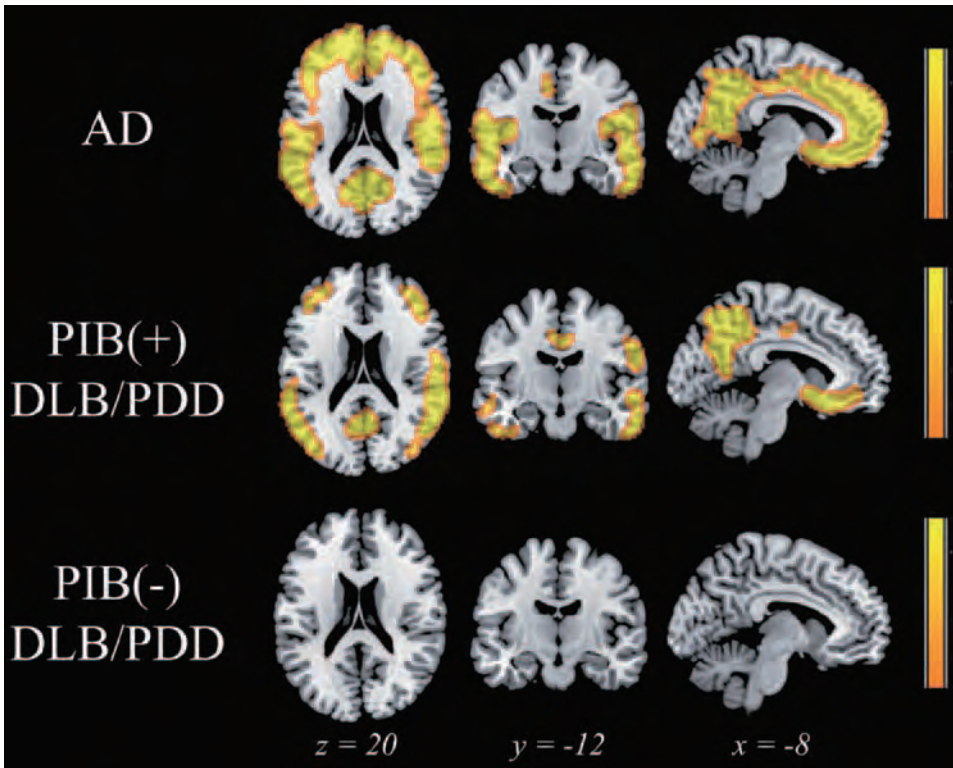 AD
PIB(+)
DLB/PDD
PIB(-)
DLB/PDD
z = 20
y = -12
x = -8